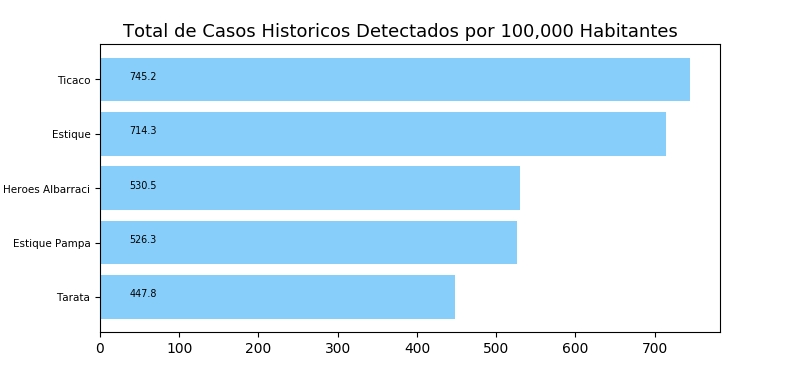 Total de Casos Historicos Detectados por 100,000 Habitantes
Ticaco 745.2
Estique 714.3
Heroes Albarraci 530.5
Estique Pampa 526.3
Tarata 447.8
0 100 200 300 400 500 600 700